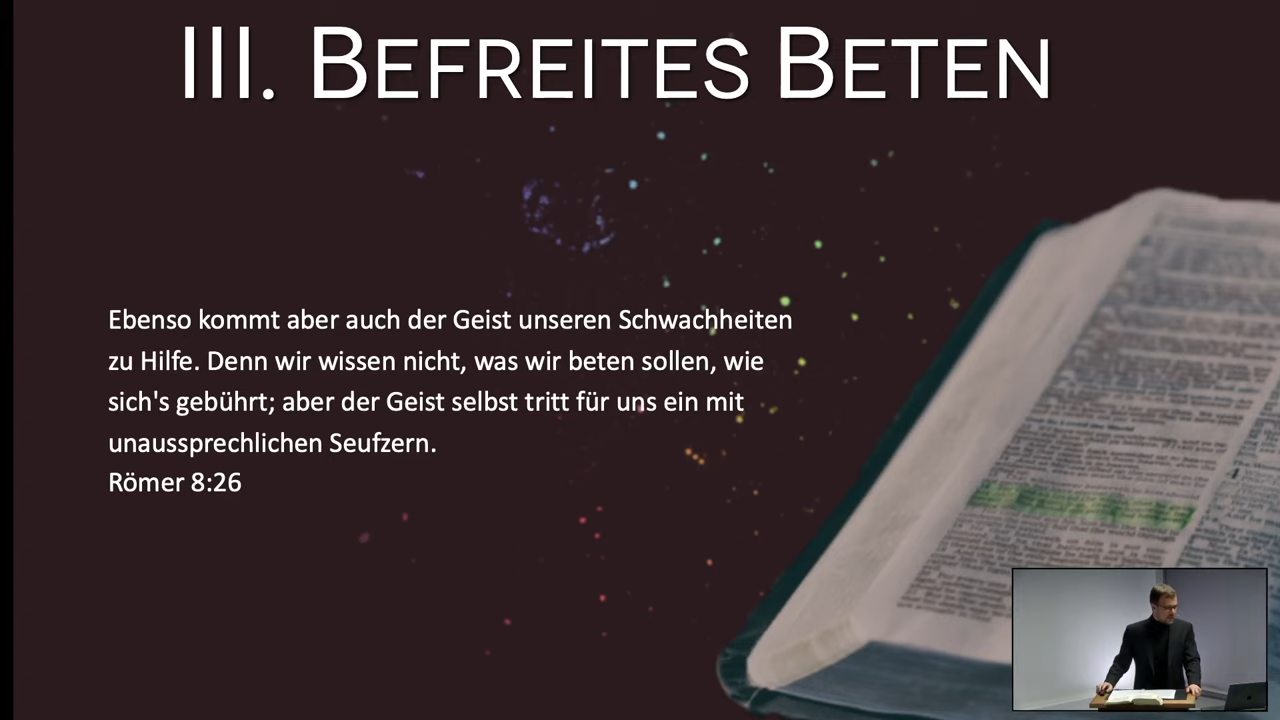 III. BEFREITES BETEN
Ebenso kommt aber auch der Geist unseren Schwachheiten
zu Hilfe. Denn wir wissen nicht, was wir beten sollen, wie
sich's gebührt; aber der Geist selbst tritt für uns ein mit
unaussprechlichen Seufzern.
Römer 8:26